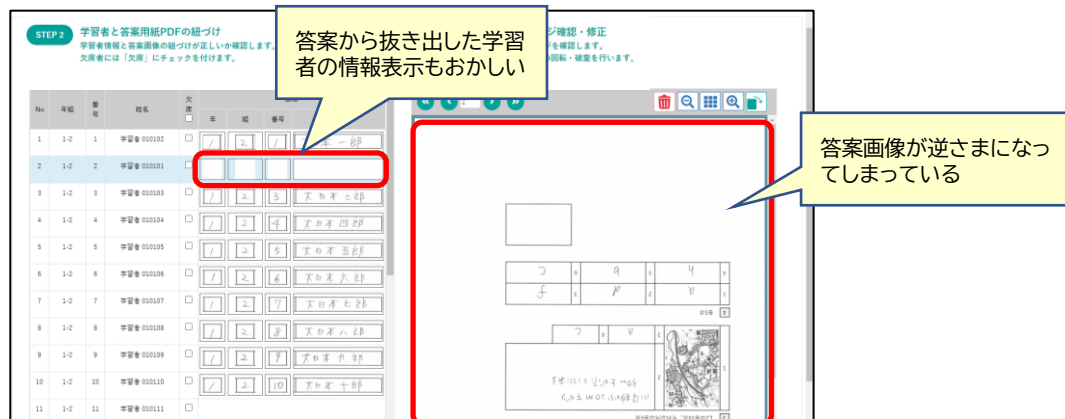 STEP 2 学習者と答案用紙PDFの紐づけ
学習者情報と答案画像の紐づけが正しいか確認します。
欠席者には「欠席」にチェックを付けます。
ジ確認・修正
を確認します。
回転・破棄を行います。
答案から抜き出した学習
者の情報表示もおかしい
答案画像が逆さまになっ
てしまっている
No 年組 番号 姓名 欠席
年 組 番号
1 1-2 1 学習者 010102 1 2 1 大日本一郎
2 1-2 2 学習者 010101
3 1-2 3 学習者 010103 1 2 3 大日本三郎
4 1-2 4 学習者 010104 1 2 4 大日本四郎
5 1-2 5 学習者 010105 1 2 5 大日本五郎
6 1-2 6 学習者 010106 1 2 6 大日本六郎
7 1-2 7 学習者 010107 1 2 7 大日本七郎
8 1-2 8 学習者 010108 1 2 8 大日本八郎
9 1-2 9 学習者 010109 1 2 9 大日本九郎
10 1-2 10 学習者 010110 1 2 10 大日本十郎
11 1-2 11 学習者 010111